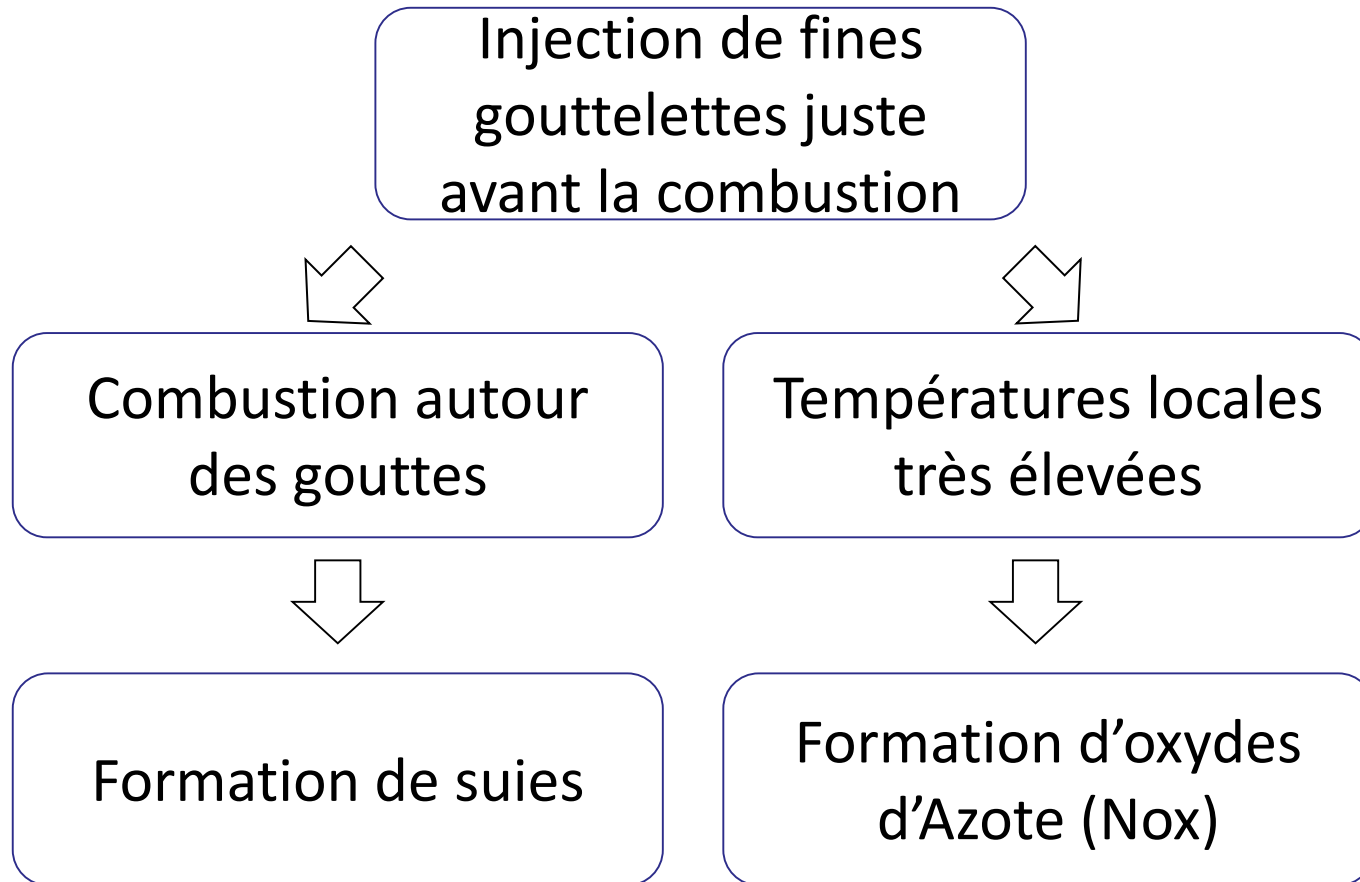 Injection de fines
gouttelettes juste
avant la combustion
Combustion autour
des gouttes
Températures locales
très élevées
Formation de suies
Formation d’oxydes
d’Azote (Nox)